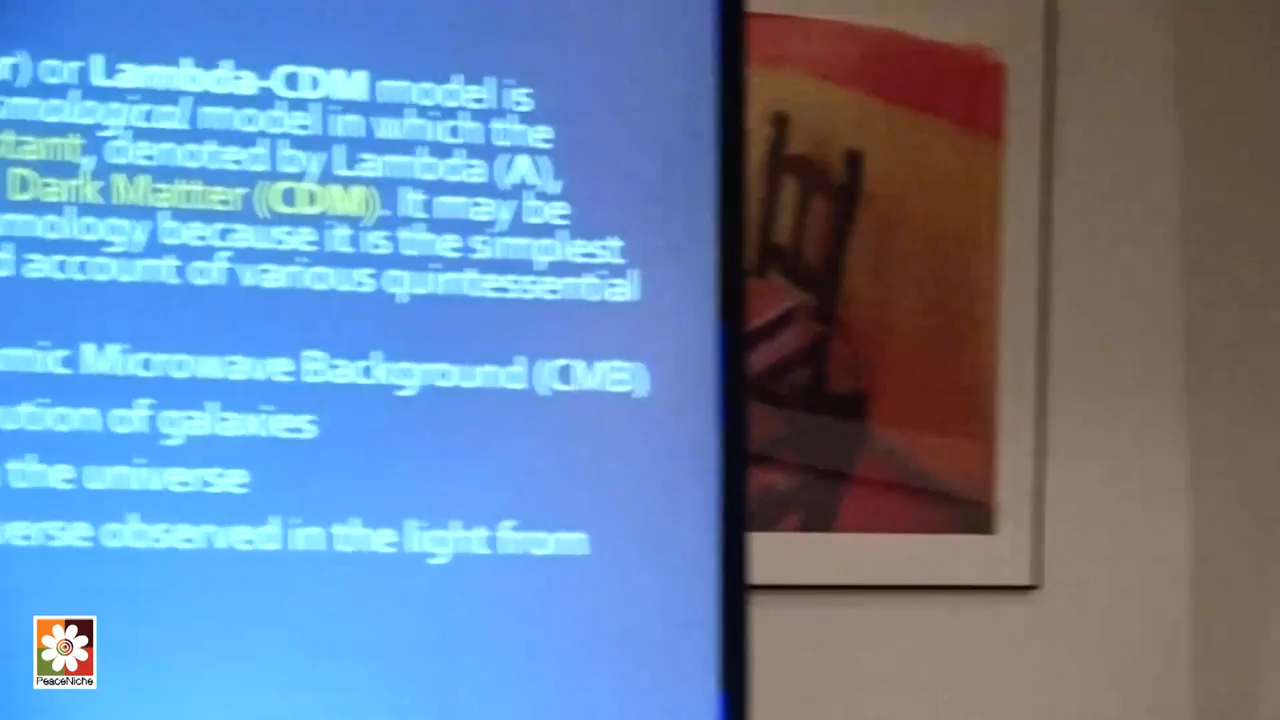 r) or Lambda-CDM model is
mological model in which the
tant, denoted by Lambda (Λ),
Dark Matter (CDM). It may be
mology because it is the simplest
d account of various quintessential
mic Microwave Background (CMB)
ution of galaxies
the universe
verse observed in the light from
PeaceNiche